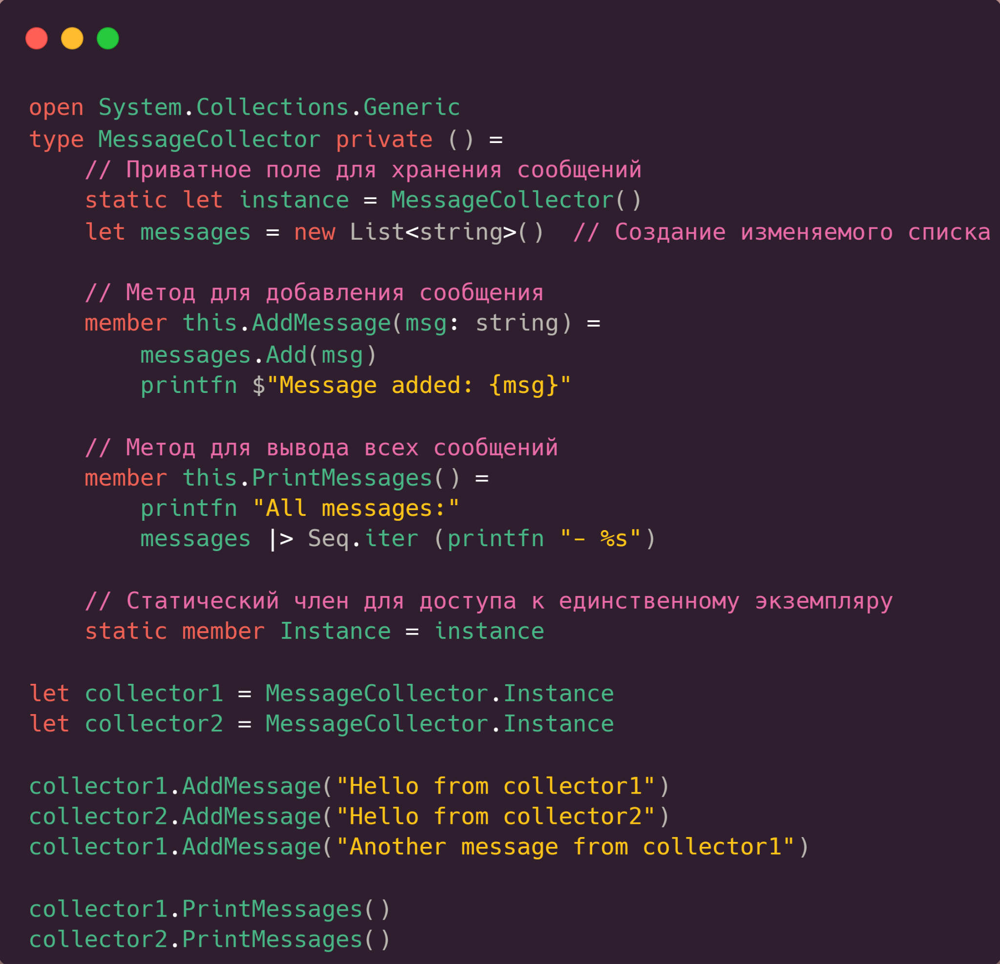 open System.Collections.Generic
type MessageCollector private () =
    // Приватное поле для хранения сообщений
    static let instance = MessageCollector()
    let messages = new List<string>()  // Создание изменяемого списка

    // Метод для добавления сообщения
    member this.AddMessage(msg: string) =
        messages.Add(msg)
        printfn $"Message added: {msg}"

    // Метод для вывода всех сообщений
    member this.PrintMessages() =
        printfn "All messages:"
        messages |> Seq.iter (printfn "- %s")

    // Статический член для доступа к единственному экземпляру
    static member Instance = instance

let collector1 = MessageCollector.Instance
let collector2 = MessageCollector.Instance

collector1.AddMessage("Hello from collector1")
collector2.AddMessage("Hello from collector2")
collector1.AddMessage("Another message from collector1")

collector1.PrintMessages()
collector2.PrintMessages()